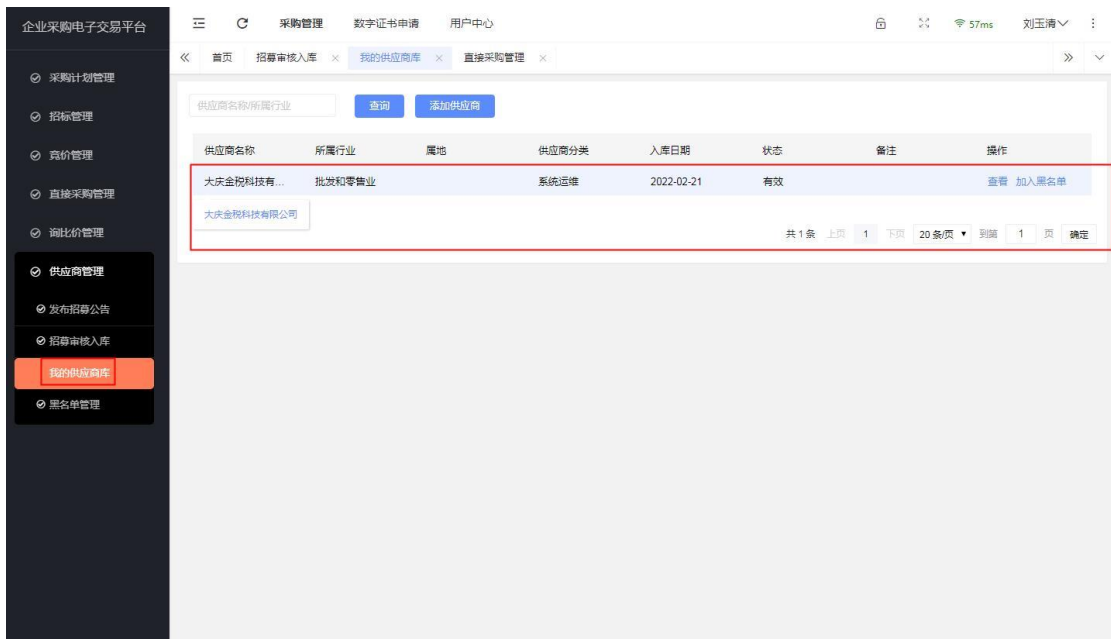 企业采购电子交易平台
采购管理 数字证书申请 用户中心 57ms 刘玉清
首页 招募审核入库 × 我的供应商库 × 直接采购管理 ×
采购计划管理
招标管理
竞价管理
直接采购管理
询比价管理
供应商管理
发布招募公告
招募审核入库
我的供应商库
黑名单管理
供应商名称/所属行业 查询 添加供应商
供应商名称 所属行业 属地 供应商分类 入库日期 状态 备注 操作
大庆金税科技有... 批发和零售业 系统运维 2022-02-21 有效 查看 加入黑名单
大庆金税科技有限公司
共1条 上页 1 下页 20条/页 到第 1 页 确定